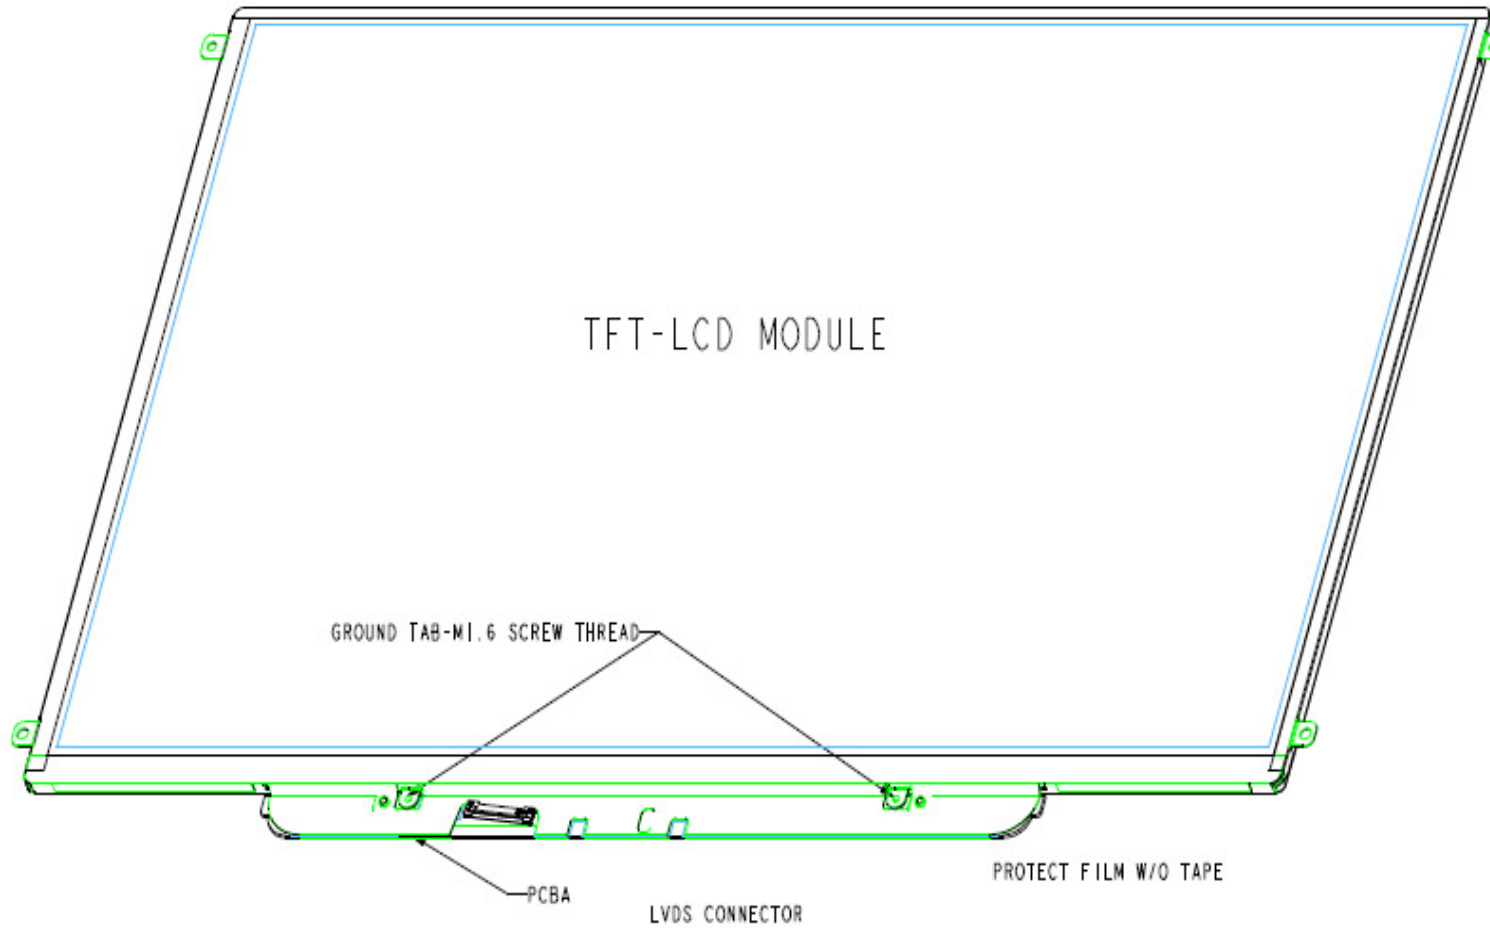 TFT-LCD MODULE
GROUND TAB-M1.6 SCREW THREAD
C
PROTECT FILM W/O TAPE
PCBA
LVDS CONNECTOR